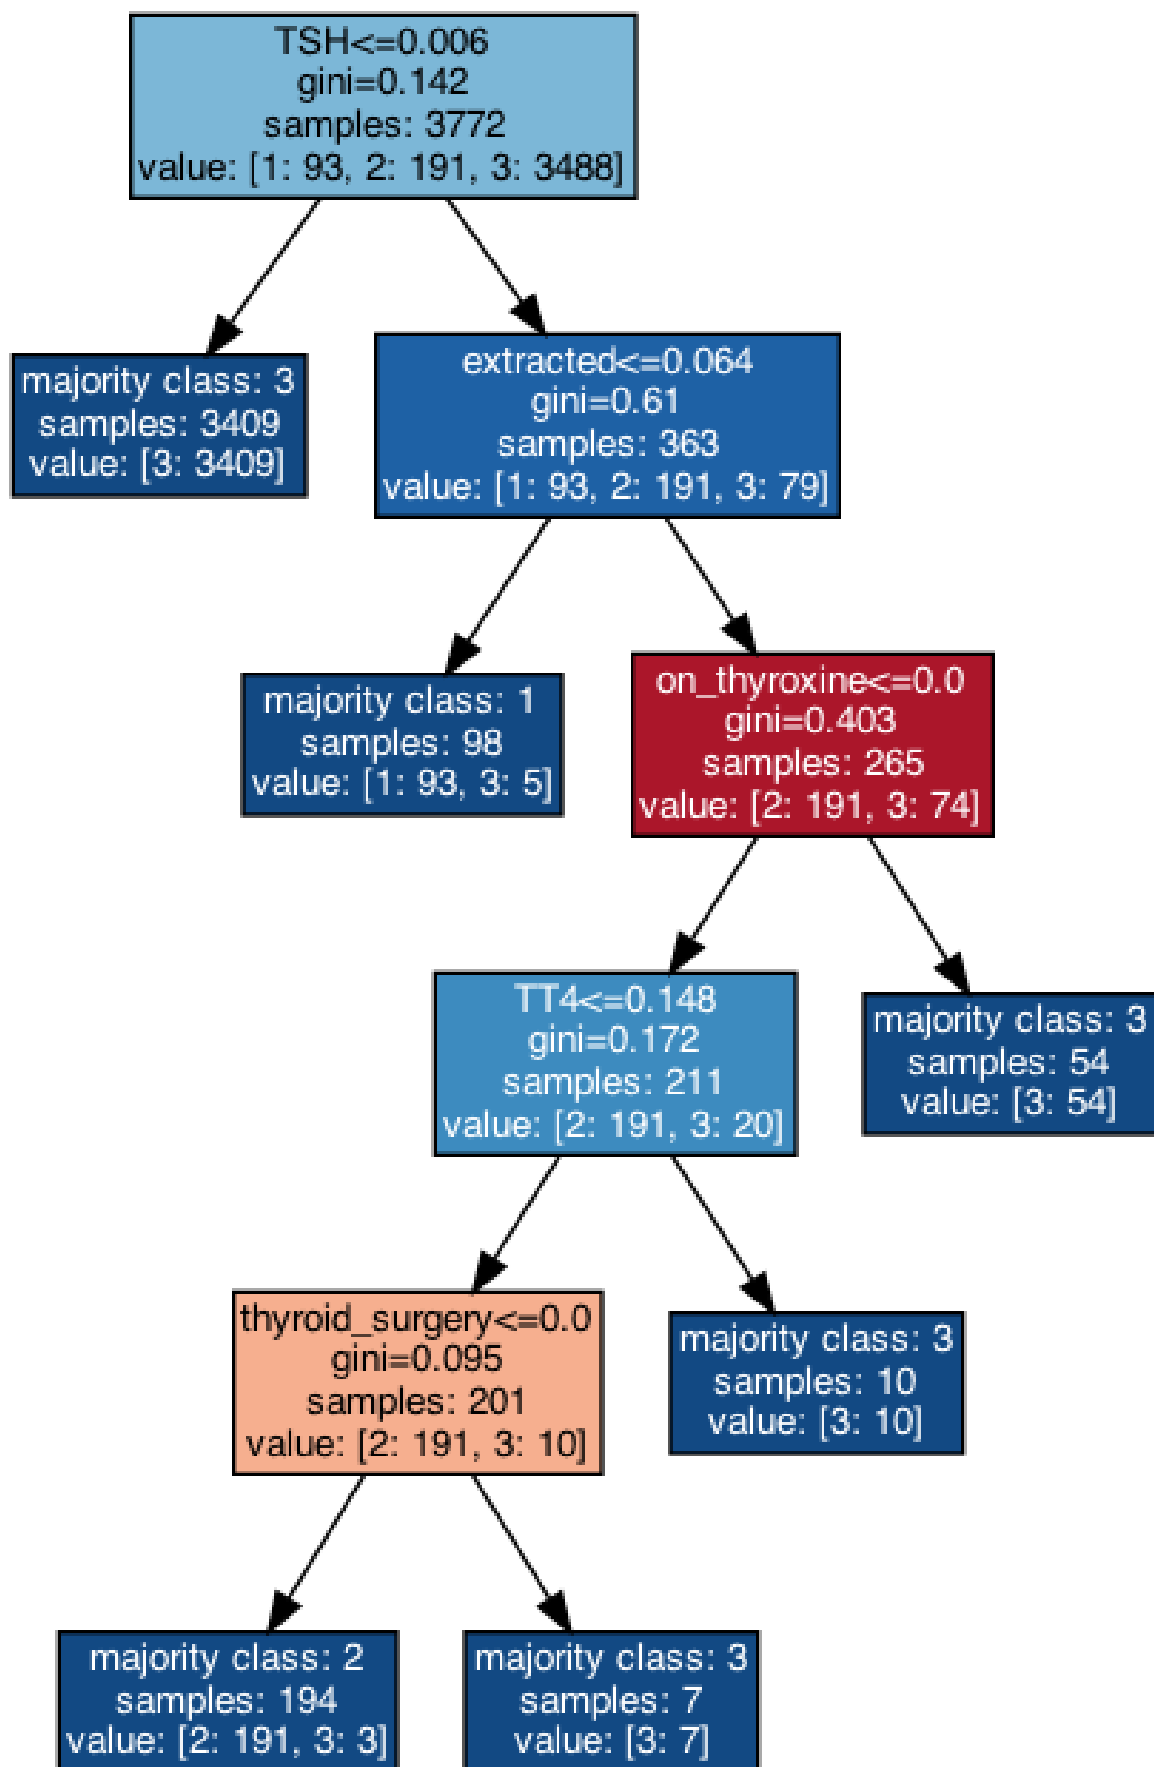 TSH<=0.006
gini=0.142
samples: 3772
value: [1: 93, 2: 191, 3: 3488]
majority class: 3
samples: 3409
value: [3: 3409]
extracted<=0.064
gini=0.61
samples: 363
value: [1: 93, 2: 191, 3: 79]
majority class: 1
samples: 98
value: [1: 93, 3: 5]
on_thyroxine<=0.0
gini=0.403
samples: 265
value: [2: 191, 3: 74]
TT4<=0.148
gini=0.172
samples: 211
value: [2: 191, 3: 20]
majority class: 3
samples: 54
value: [3: 54]
thyroid_surgery<=0.0
gini=0.095
samples: 201
value: [2: 191, 3: 10]
majority class: 3
samples: 10
value: [3: 10]
majority class: 2
samples: 194
value: [2: 191, 3: 3]
majority class: 3
samples: 7
value: [3: 7]